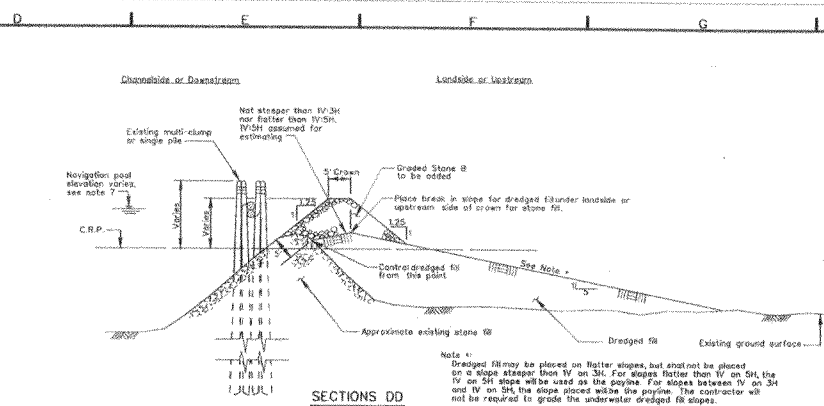 D E F G
Channelside or Downstream
Landside or Upstream
Not steeper than 1V:3H
nor flatter than 1V:5H.
1V:5H assumed for
estimating
Existing multi-clump
or single pile
5' Crown
Graded Stone B
to be added
Navigation pool
elevation varies,
see note 7
Place break in slope for dredged fill under landside or
upstream side of crown for stone fill.
Varies
Varies
1.25
1
1.25
1
C.R.P.
5'
Control dredged fill
from this point
See Note *
1
5
Approximate existing stone fill
Dredged fill
Existing ground surface
Note *:
Dredged fill may be placed on flatter slopes, but shall not be placed
on a slope steeper than 1V on 3H. For slopes flatter than 1V on 5H, the
1V on 5H slope will be used as the payline. For slopes between 1V on 3H
and 1V on 5H, the slope placed will be the payline. The contractor will
not be required to grade the underwater dredged fill slopes.
SECTIONS DD